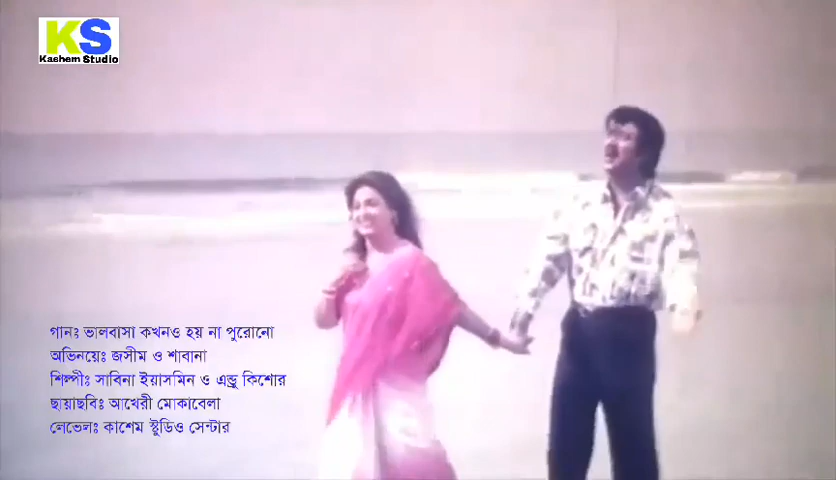 KS
Kashem Studio
গানঃ ভালবাসা কখনও হয় না পুরোনো
অভিনয়েঃ জসীম ও শাবানা
শিল্পীঃ সাবিনা ইয়াসমিন ও এন্ড্রু কিশোর
ছায়াছবিঃ আখেরী মোকাবেলা
লেভেলঃ কাশেম ষ্টুডিও সেন্টার